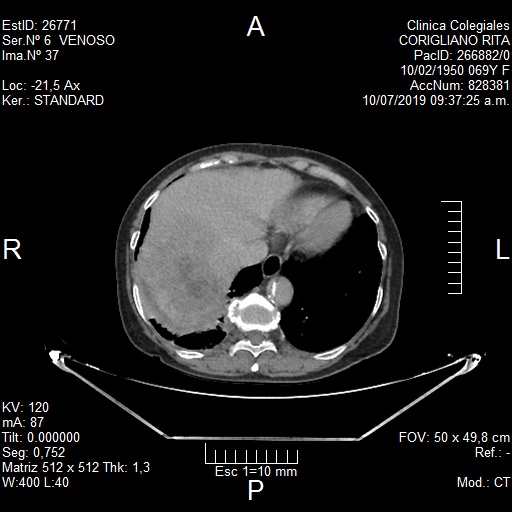 EstID: 26771
Ser.Nº 6 VENOSO
Ima.Nº 37
Loc: -21,5 Ax
Ker.: STANDARD
A
Clinica Colegiales
CORIGLIANO RITA
PacID: 266882/0
10/02/1950 069Y F
AccNum: 828381
10/07/2019 09:37:25 a.m.
R
L
KV: 120
mA: 87
Tilt: 0.000000
Seg: 0,752
Matriz 512 x 512 Thk: 1,3
W:400 L:40
Esc 1=10 mm
P
FOV: 50 x 49,8 cm
Ref.: -
Mod.: CT